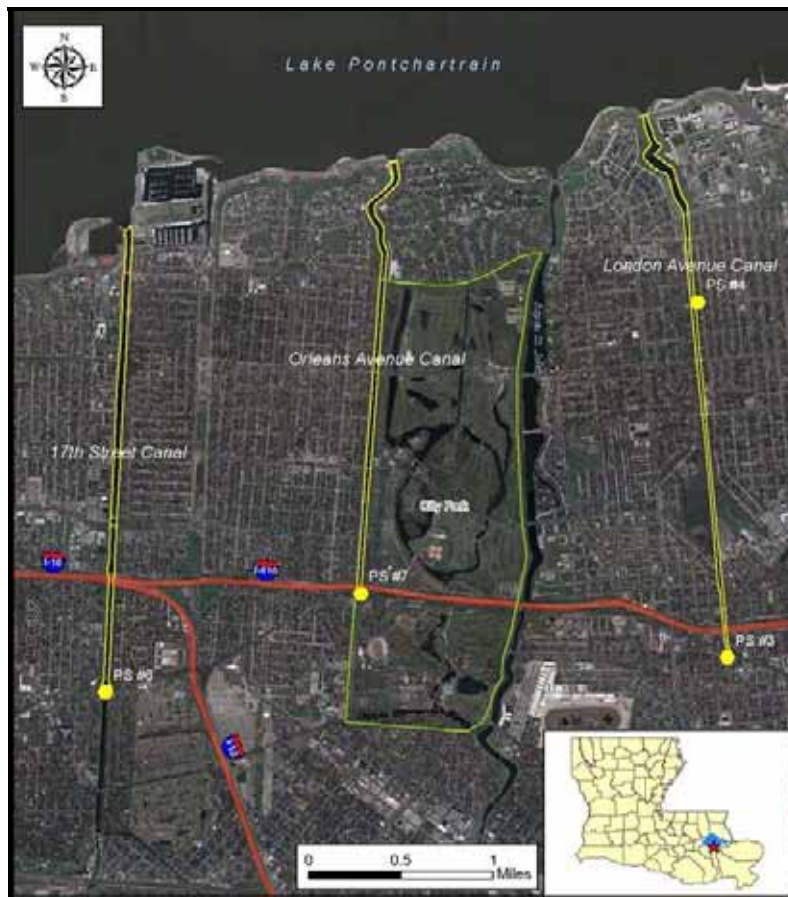 N
W E
S
Lake Pontchartrain
London Avenue Canal
PS #4
Orleans Avenue Canal
17th Street Canal
City Park
I-10
I-610
PS #7
PS #3
PS #6
I-10
0 0.5 1
Miles